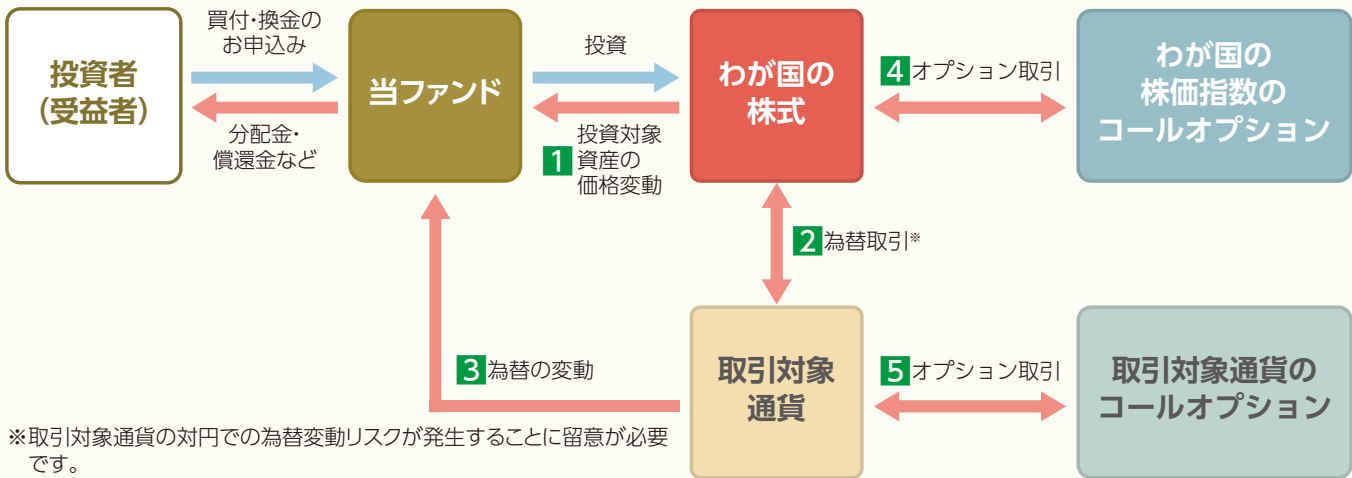 買付・換金の
お申込み
投資者
(受益者)
分配金・
償還金など
当ファンド
投資
1 投資対象
資産の
価格変動
わが国の
株式
4 オプション取引
わが国の
株価指数の
コールオプション
2 為替取引※
3 為替の変動
取引対象
通貨
5 オプション取引
取引対象通貨の
コールオプション
※取引対象通貨の対円での為替変動リスクが発生することに留意が必要
です。